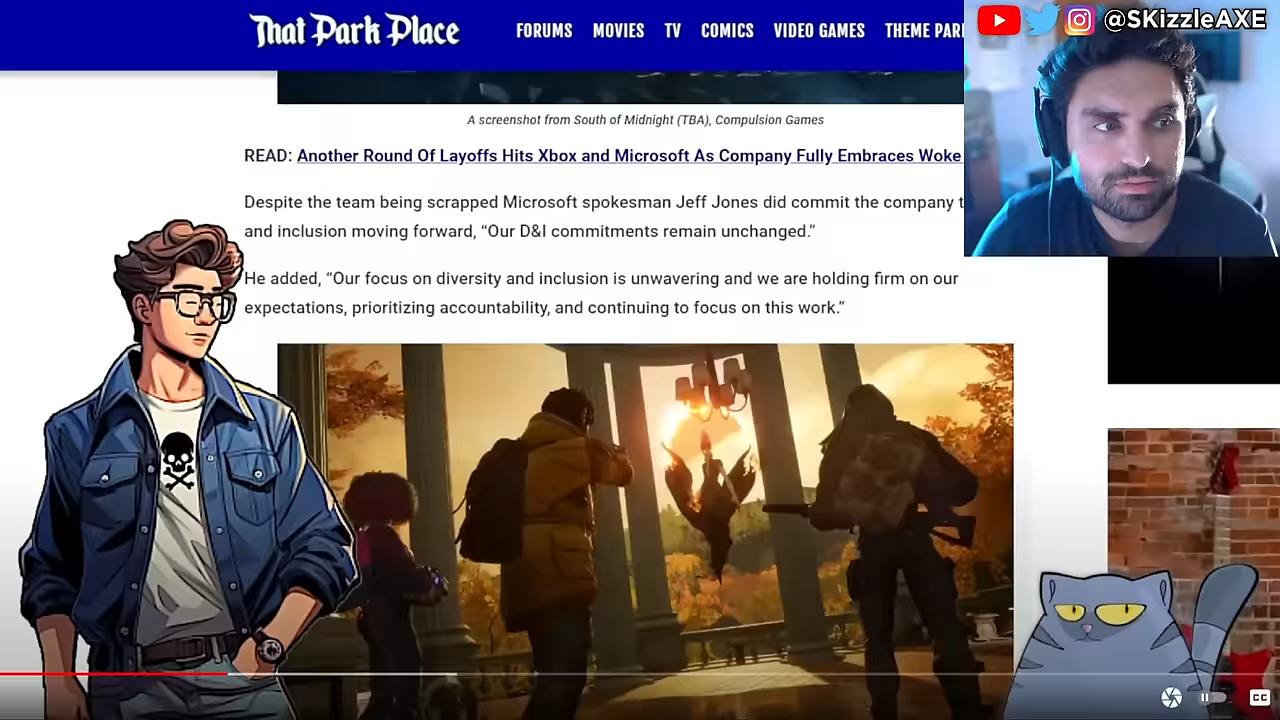 That Park Place
FORUMS MOVIES TV COMICS VIDEO GAMES THEME PAR
@SKizzleAXE
A screenshot from South of Midnight (TBA), Compulsion Games
READ: Another Round Of Layoffs Hits Xbox and Microsoft As Company Fully Embraces Woke
Despite the team being scrapped Microsoft spokesman Jeff Jones did commit the company
and inclusion moving forward, “Our D&I commitments remain unchanged.”
He added, “Our focus on diversity and inclusion is unwavering and we are holding firm on our
expectations, prioritizing accountability, and continuing to focus on this work.”
CC